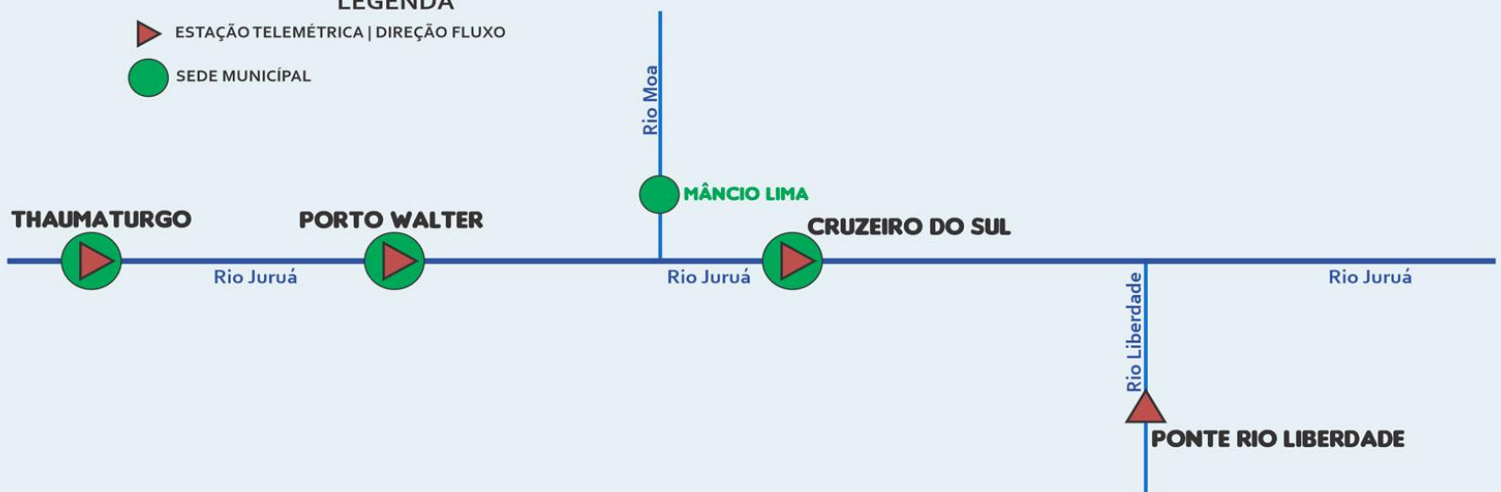 LEGENDA
ESTAÇÃO TELEMÉTRICA | DIREÇÃO FLUXO
SEDE MUNICÍPAL
Rio Moa
MÂNCIO LIMA
THAUMATURGO
PORTO WALTER
CRUZEIRO DO SUL
Rio Juruá
Rio Juruá
Rio Juruá
Rio Liberdade
PONTE RIO LIBERDADE